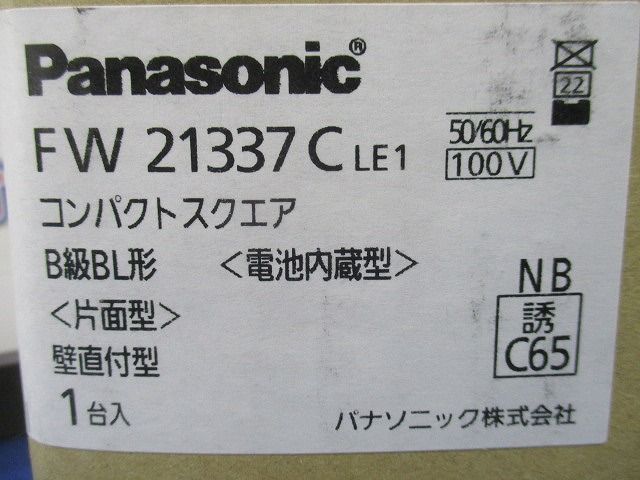 Panasonic®
22
FW 21337C LE1
50/60Hz
100V
コンパクトスクエア
B級BL形 〈電池内蔵型〉
〈片面型〉
壁直付型
1台入
NB
誘
C65
パナソニック株式会社